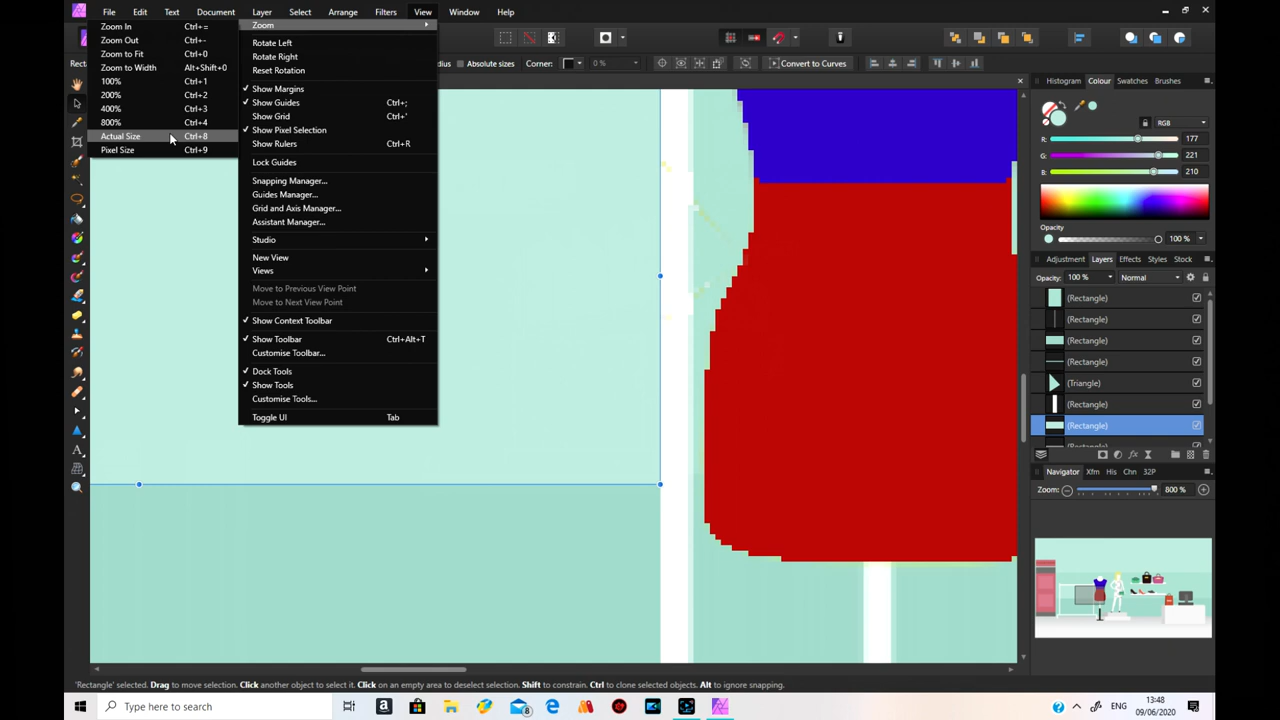 File Edit Text Document Layer Select Arrange Filters View Window Help
Zoom In Ctrl+=
Zoom Out Ctrl+-
Zoom to Fit Ctrl+0
Zoom to Width Alt+Shift+0
100% Ctrl+1
200% Ctrl+2
400% Ctrl+3
800% Ctrl+4
Actual Size Ctrl+8
Pixel Size Ctrl+9
Zoom
Rotate Left
Rotate Right
Reset Rotation
Show Margins
Show Guides Ctrl+;
Show Grid Ctrl+'
Show Pixel Selection
Show Rulers Ctrl+R
Lock Guides
Snapping Manager...
Guides Manager...
Grid and Axis Manager...
Assistant Manager...
Studio
New View
Views
Move to Previous View Point
Move to Next View Point
Show Context Toolbar
Show Toolbar Ctrl+Alt+T
Customise Toolbar...
Dock Tools
Show Tools
Customise Tools...
Toggle UI Tab
Absolute sizes Corner: 0 % Convert to Curves
Histogram Colour Swatches Brushes
RGB
R: 177
G: 221
B: 210
Opacity
100 %
Adjustment Layers Effects Styles Stock
Opacity: 100 % Normal
(Rectangle)
(Rectangle)
(Rectangle)
(Rectangle)
(Triangle)
(Rectangle)
(Rectangle)
Navigator Xfm His Chn 32P
Zoom: 800 %
'Rectangle' selected. Drag to move selection. Click another object to select it. Click on an empty area to deselect selection. Shift to constrain. Ctrl to clone selected objects. Alt to ignore snapping.
Type here to search
8
ENG
13:48
09/06/2020